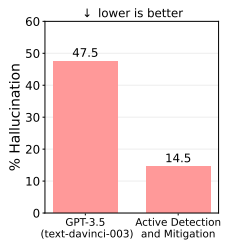 ↓ lower is better
60
50
40
30
20
10
0
% Hallucination
47.5
14.5
GPT-3.5
(text-davinci-003)
Active Detection
and Mitigation